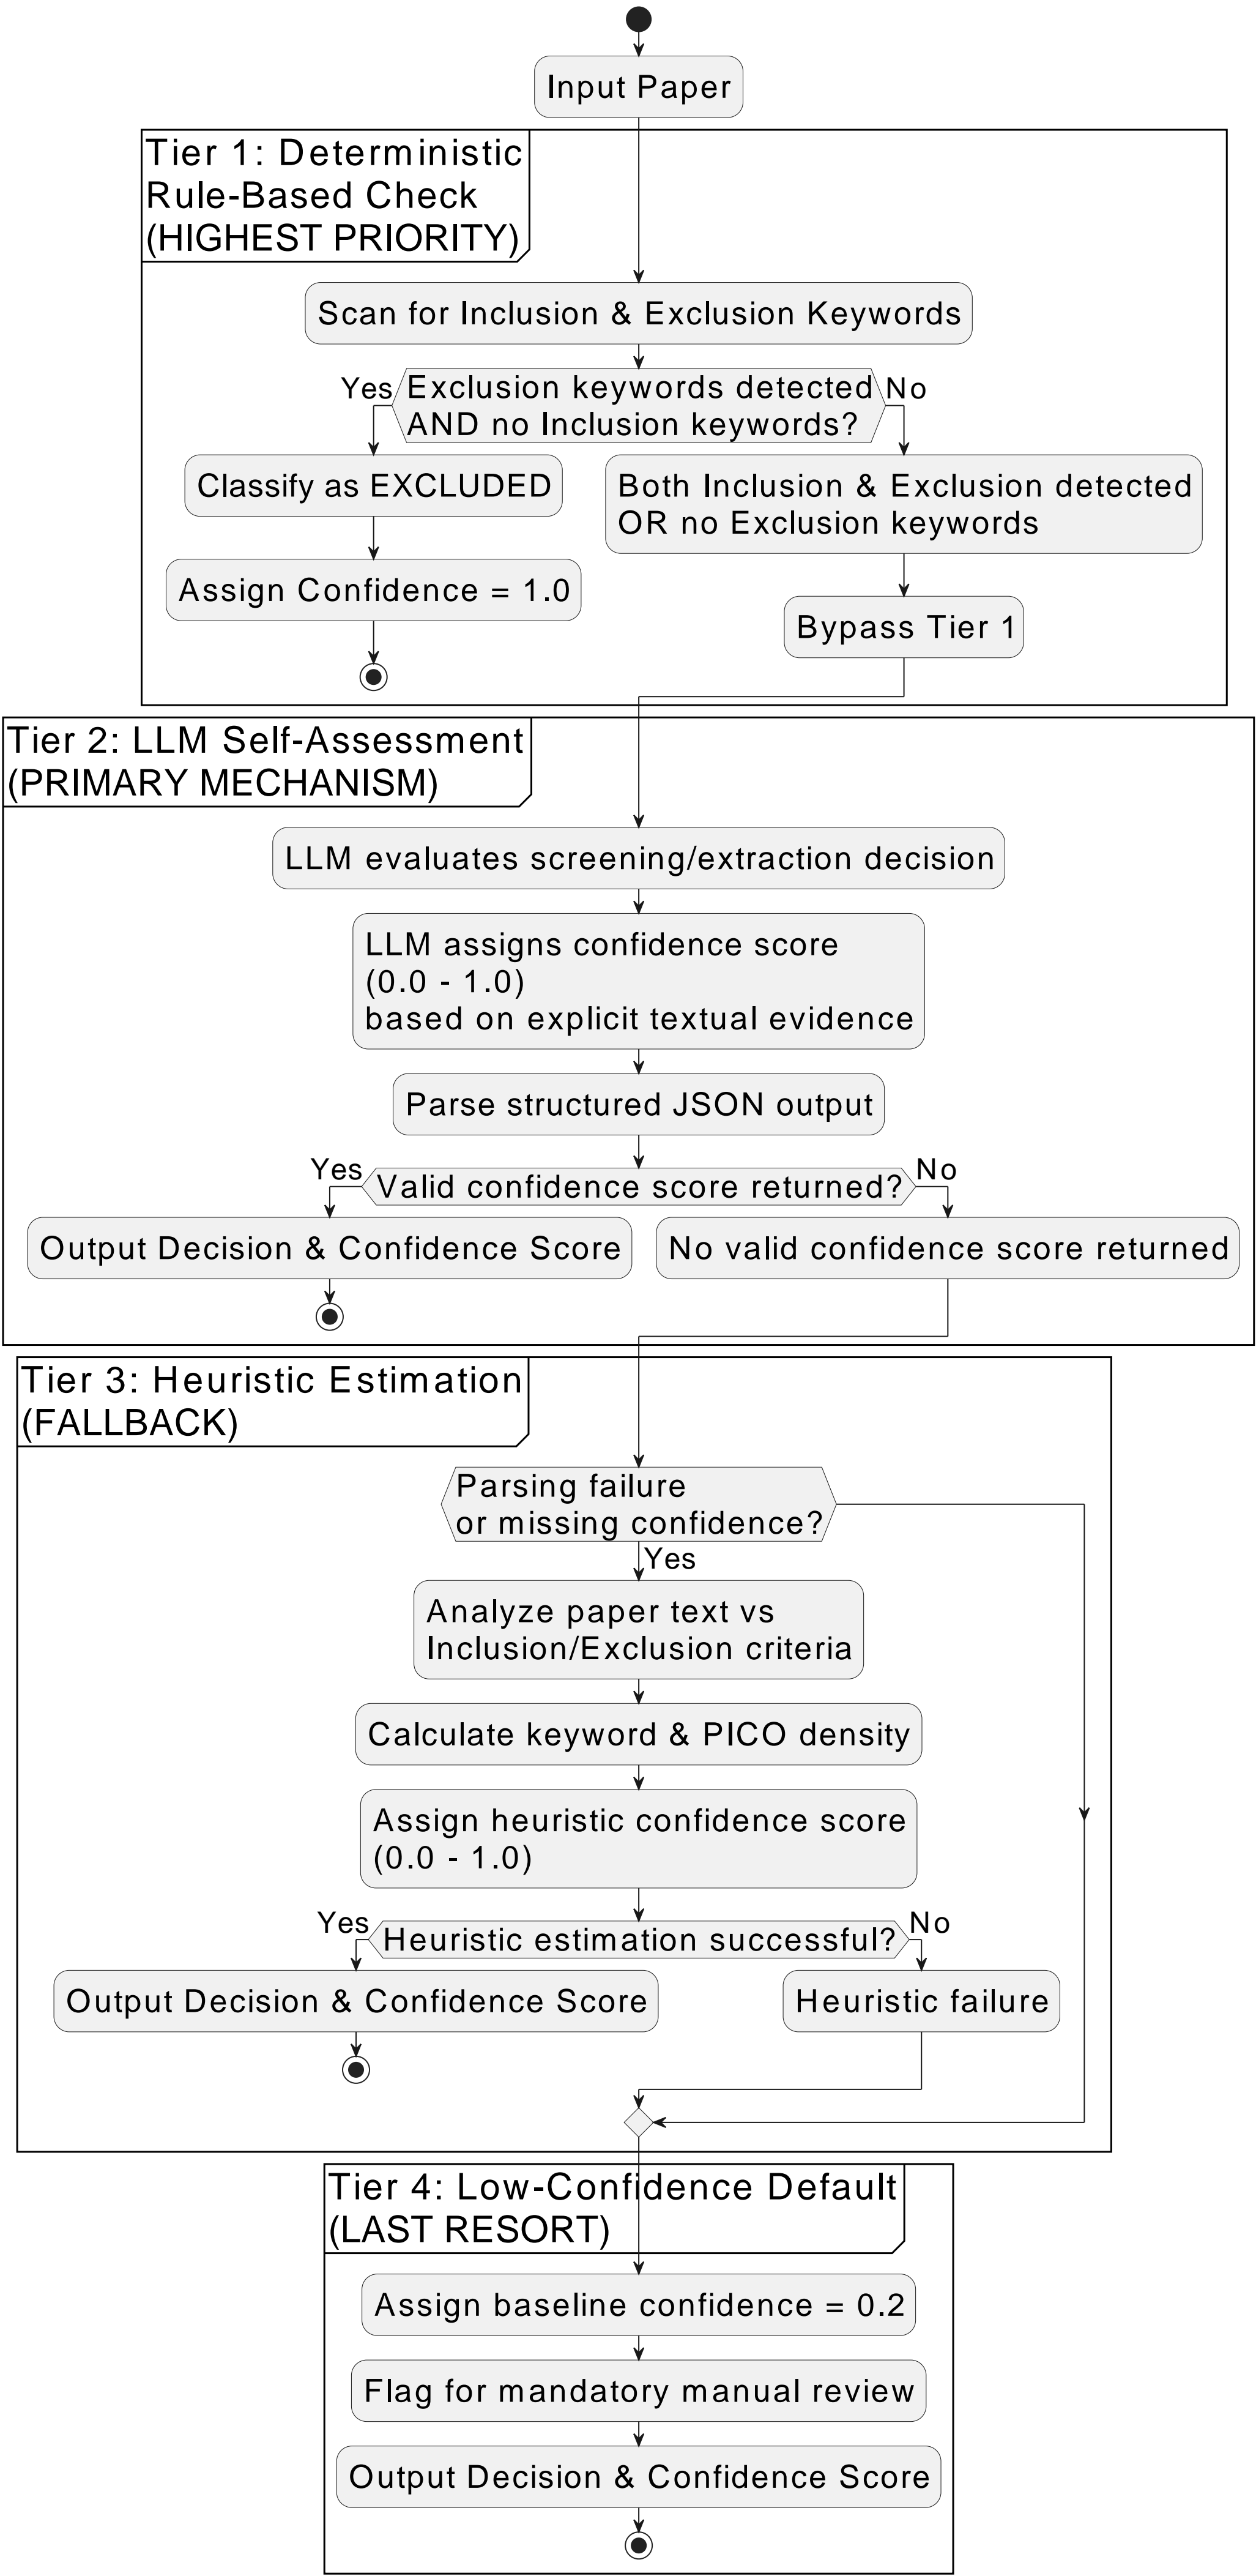 Input Paper
Tier 1: Deterministic
Rule-Based Check
(HIGHEST PRIORITY)
Scan for Inclusion & Exclusion Keywords
Yes
Exclusion keywords detected
AND no Inclusion keywords?
No
Classify as EXCLUDED
Assign Confidence = 1.0
Both Inclusion & Exclusion detected
OR no Exclusion keywords
Bypass Tier 1
Tier 2: LLM Self-Assessment
(PRIMARY MECHANISM)
LLM evaluates screening/extraction decision
LLM assigns confidence score
(0.0 - 1.0)
based on explicit textual evidence
Parse structured JSON output
Yes
Valid confidence score returned?
No
Output Decision & Confidence Score
No valid confidence score returned
Tier 3: Heuristic Estimation
(FALLBACK)
Parsing failure
or missing confidence?
Yes
Analyze paper text vs
Inclusion/Exclusion criteria
Calculate keyword & PICO density
Assign heuristic confidence score
(0.0 - 1.0)
Yes
Heuristic estimation successful?
No
Output Decision & Confidence Score
Heuristic failure
Tier 4: Low-Confidence Default
(LAST RESORT)
Assign baseline confidence = 0.2
Flag for mandatory manual review
Output Decision & Confidence Score